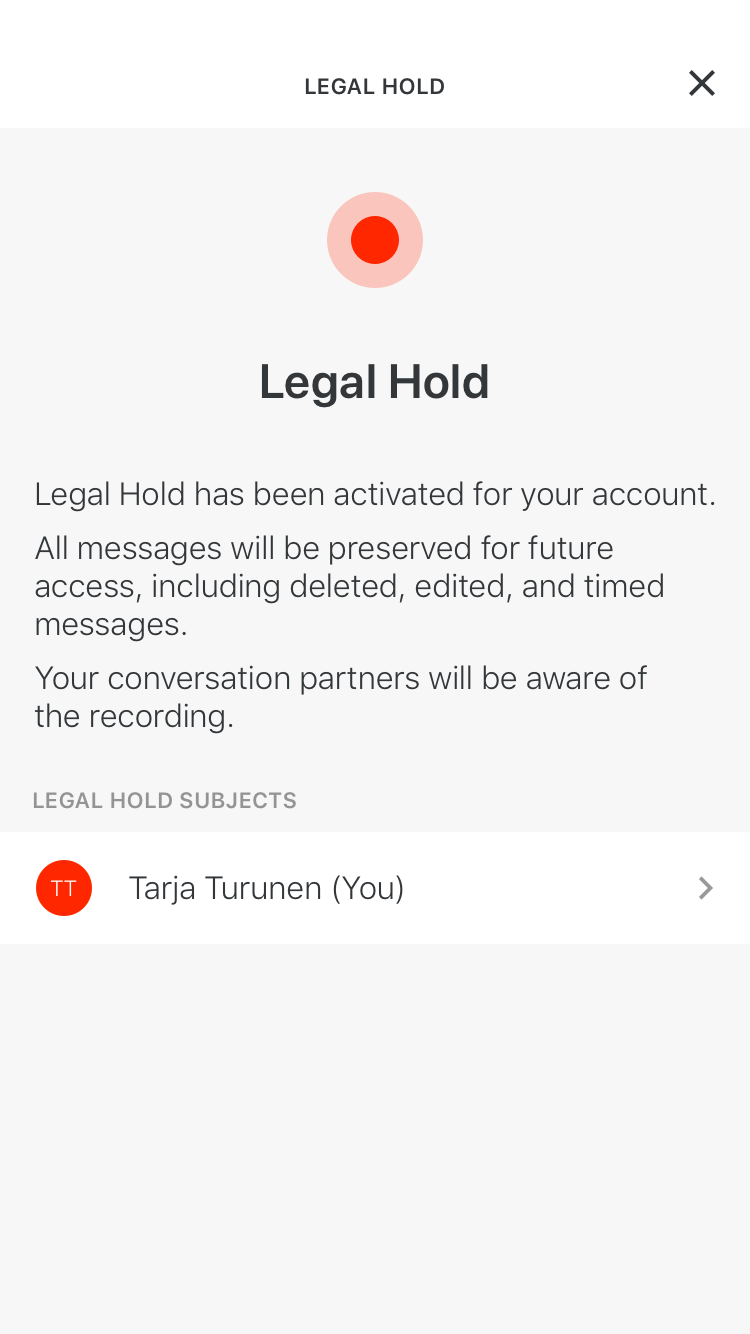 LEGAL HOLD
Legal Hold
Legal Hold has been activated for your account.
All messages will be preserved for future
access, including deleted, edited, and timed
messages.
Your conversation partners will be aware of
the recording.
LEGAL HOLD SUBJECTS
TT Tarja Turunen (You)